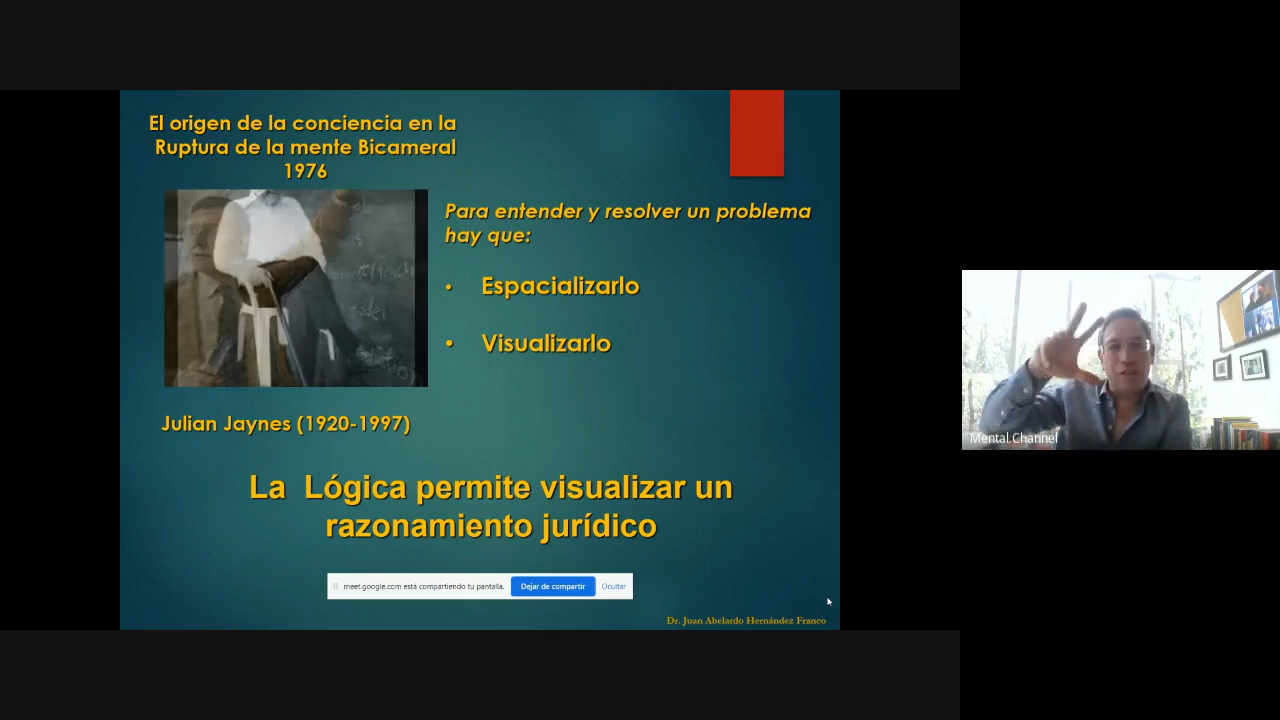 El origen de la conciencia en la
Ruptura de la mente Bicameral
1976
Para entender y resolver un problema
hay que:
• Espacializarlo
• Visualizarlo
Julian Jaynes (1920-1997)
La Lógica permite visualizar un
razonamiento jurídico
meet.google.com está compartiendo tu pantalla. Dejar de compartir Ocultar
Dr. Juan Abelardo Hernández Franco
Mental Channel